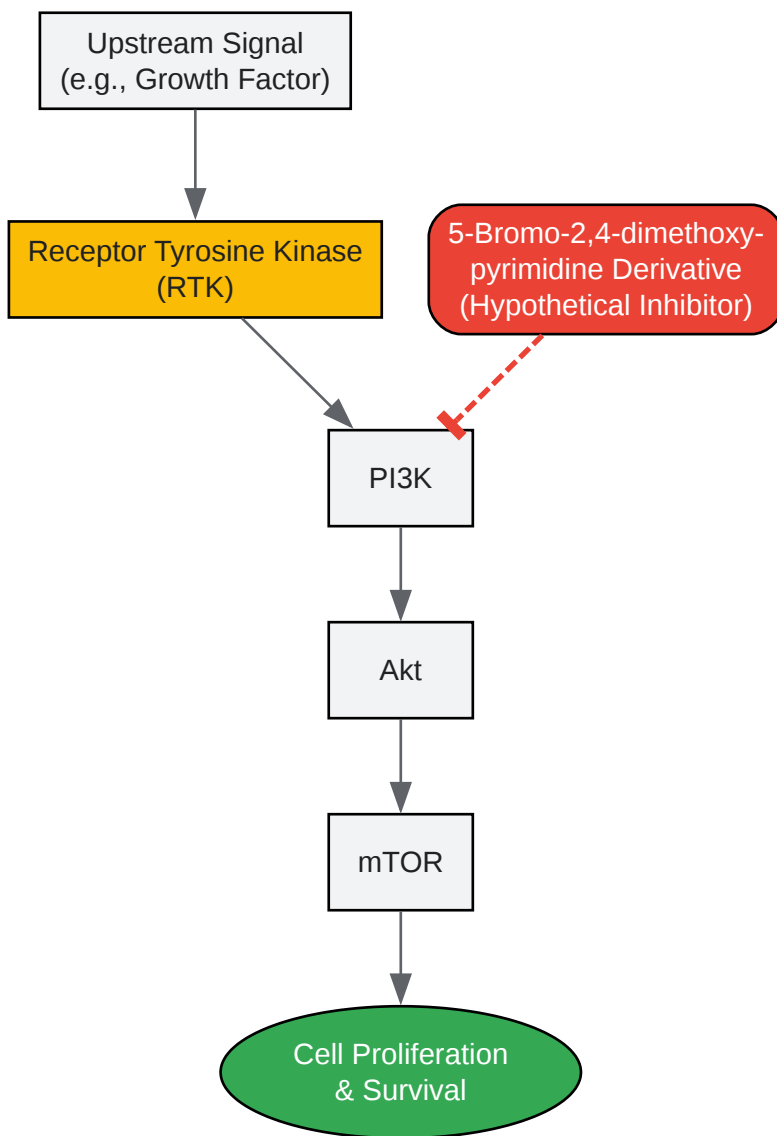 Upstream Signal
(e.g., Growth Factor)
Receptor Tyrosine Kinase
(RTK)
5-Bromo-2,4-dimethoxy-
pyrimidine Derivative
(Hypothetical Inhibitor)
PI3K
Akt
mTOR
Cell Proliferation
& Survival